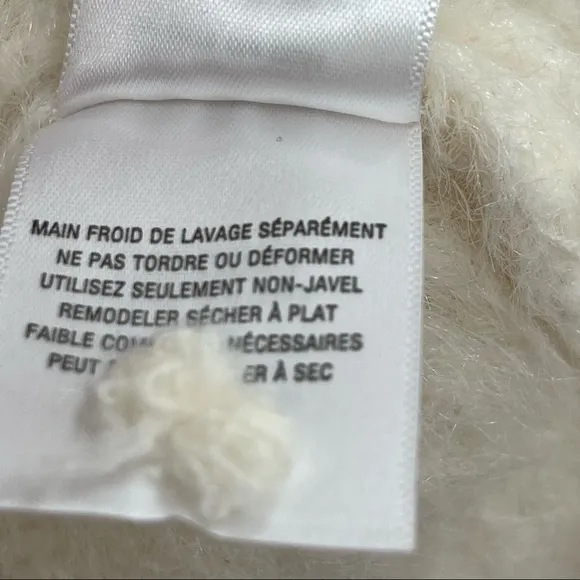 MAIN FROID DE LAVAGE SÉPARÉMENT
NE PAS TORDRE OU DÉFORMER
UTILISEZ SEULEMENT NON-JAVEL
REMODELER SÉCHER À PLAT
FAIBLE NÉCESSAIRES
PEUT À SEC